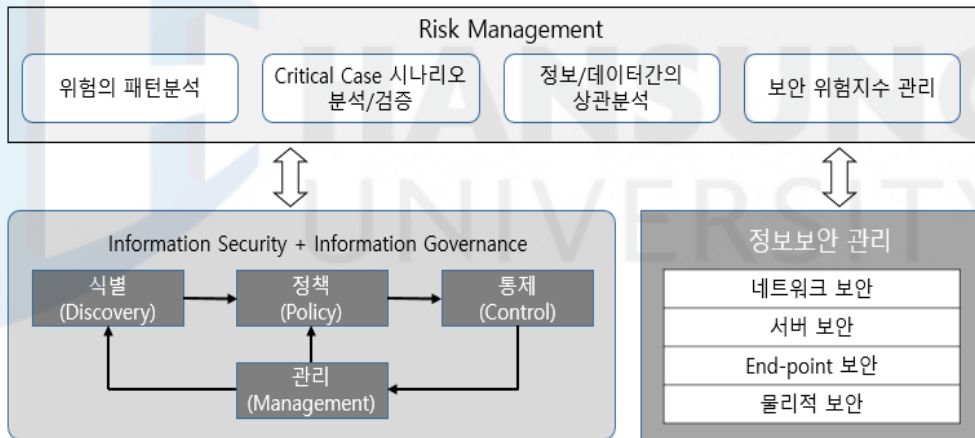 Risk Management
위험의 패턴분석
Critical Case 시나리오
분석/검증
정보/데이터간의
상관분석
보안 위험지수 관리
Information Security + Information Governance
식별
(Discovery)
정책
(Policy)
통제
(Control)
관리
(Management)
정보보안 관리
네트워크 보안
서버 보안
End-point 보안
물리적 보안
HANSUNG
UNIVERSITY